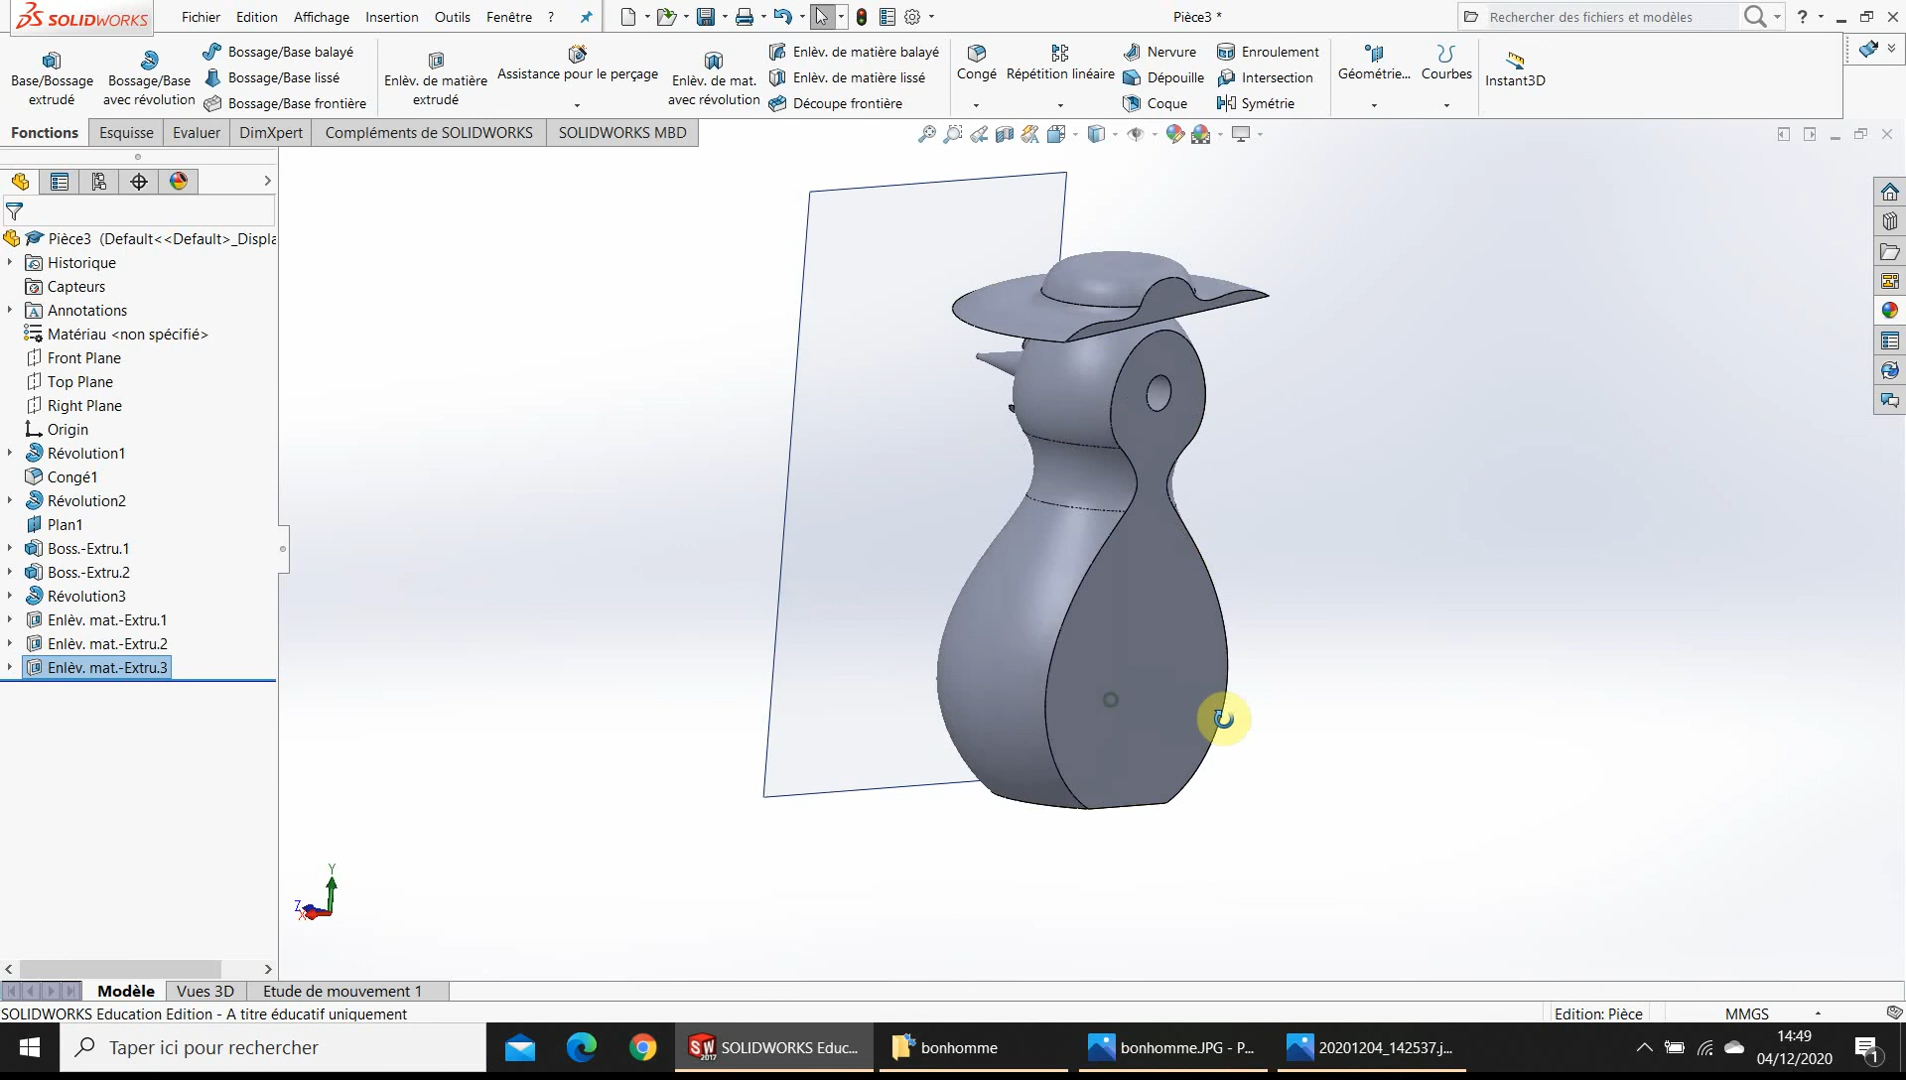 SOLIDWORKS
Fichier
Edition
Affichage
Insertion
Outils
Fenêtre
?
Pièce3 *
Rechercher des fichiers et modèles
Base/Bossage extrudé
Bossage/Base avec révolution
Bossage/Base balayé
Bossage/Base lissé
Bossage/Base frontière
Enlèv. de matière extrudé
Assistance pour le perçage
Enlèv. de mat. avec révolution
Enlèv. de matière balayé
Enlèv. de matière lissé
Découpe frontière
Congé
Répétition linéaire
Nervure
Dépouille
Coque
Enroulement
Intersection
Symétrie
Géométrie...
Courbes
Instant3D
Fonctions
Esquisse
Evaluer
DimXpert
Compléments de SOLIDWORKS
SOLIDWORKS MBD
Pièce3 (Default<<Default>_Displa
Historique
Capteurs
Annotations
Matériau <non spécifié>
Front Plane
Top Plane
Right Plane
Origin
Révolution1
Congé1
Révolution2
Plan1
Boss.-Extru.1
Boss.-Extru.2
Révolution3
Enlèv. mat.-Extru.1
Enlèv. mat.-Extru.2
Enlèv. mat.-Extru.3
Y
Z
X
Modèle
Vues 3D
Etude de mouvement 1
SOLIDWORKS Education Edition - A titre éducatif uniquement
Edition: Pièce
MMGS
Taper ici pour rechercher
SOLIDWORKS Educ...
bonhomme
bonhomme.JPG - P...
20201204_142537.j...
14:49
04/12/2020
1